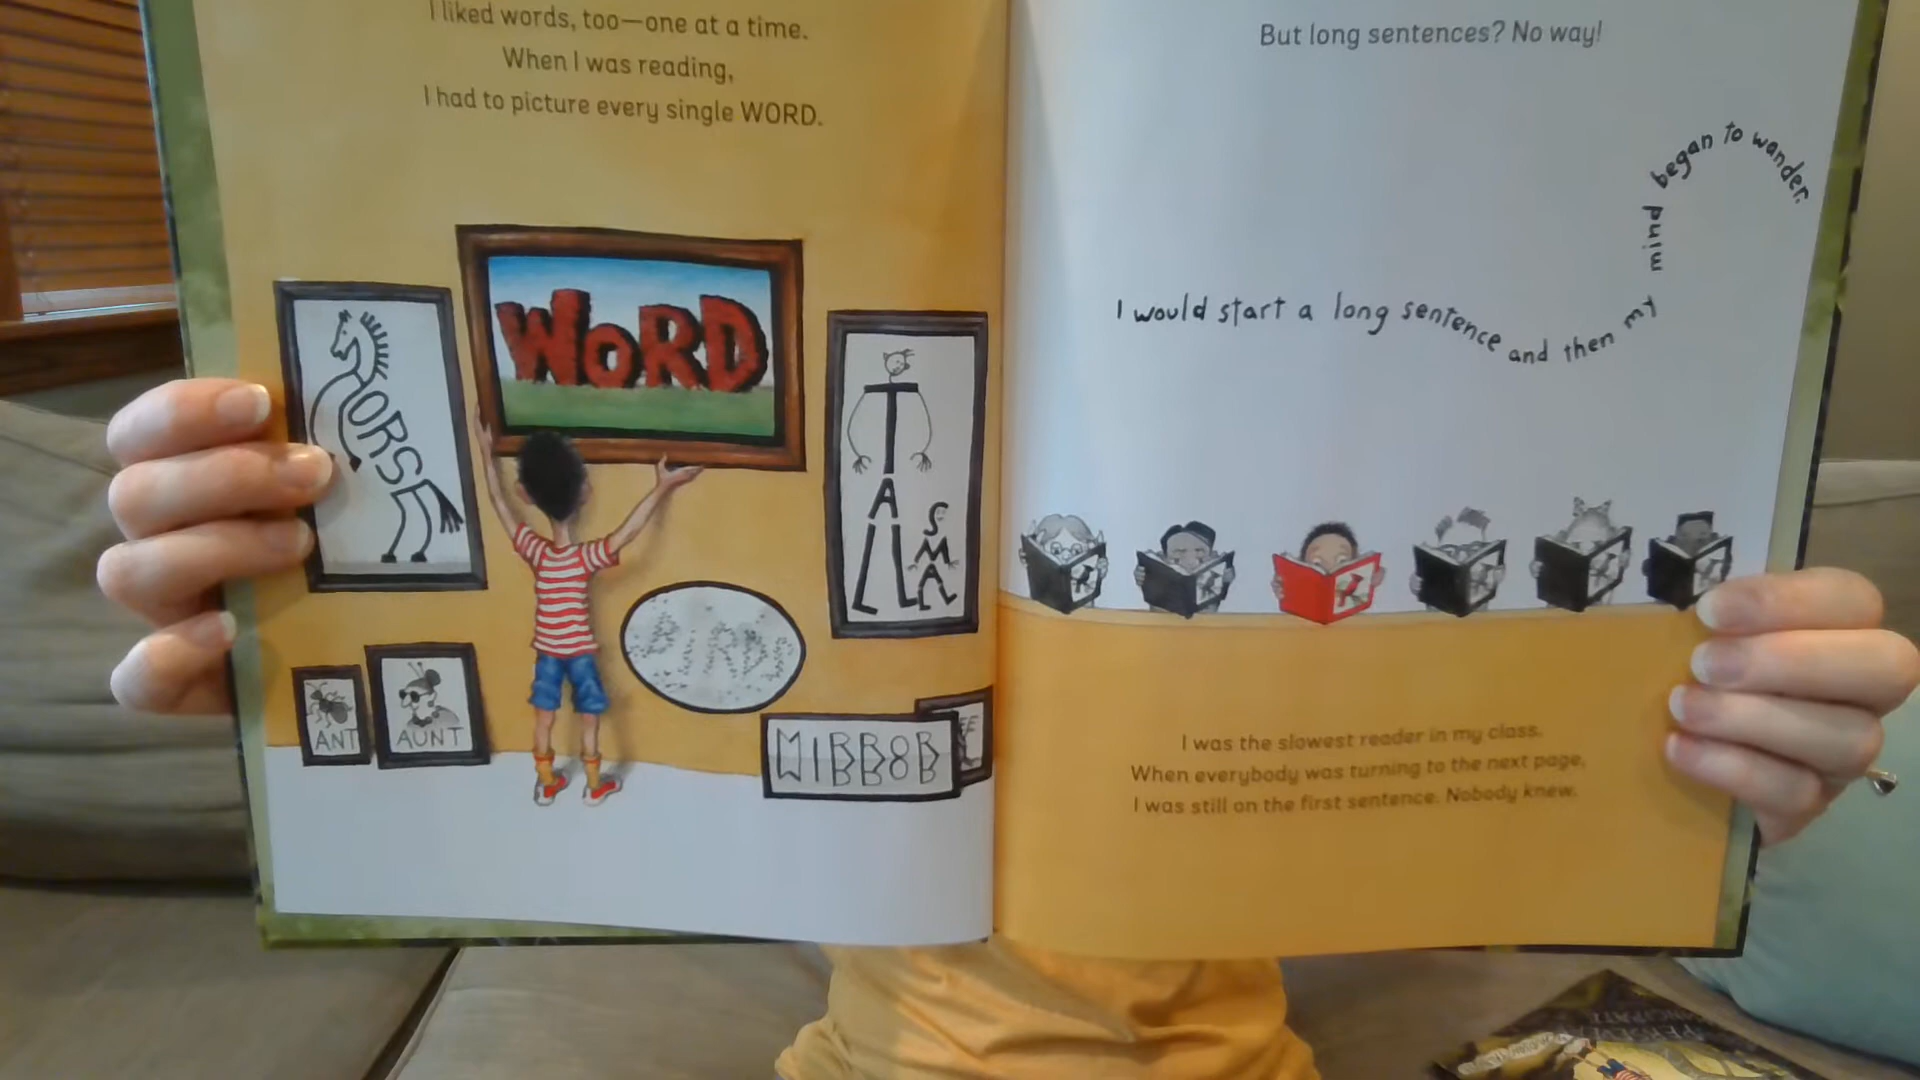 I liked words, too—one at a time.
When I was reading,
I had to picture every single WORD.
WORD
HORSE
TALL
SMALL
ANT
AUNT
BIRDS
MIRROR
But long sentences? No way!
I would start a long sentence and then my mind began to wander.
I was the slowest reader in my class.
When everybody was turning to the next page,
I was still on the first sentence. Nobody knew.